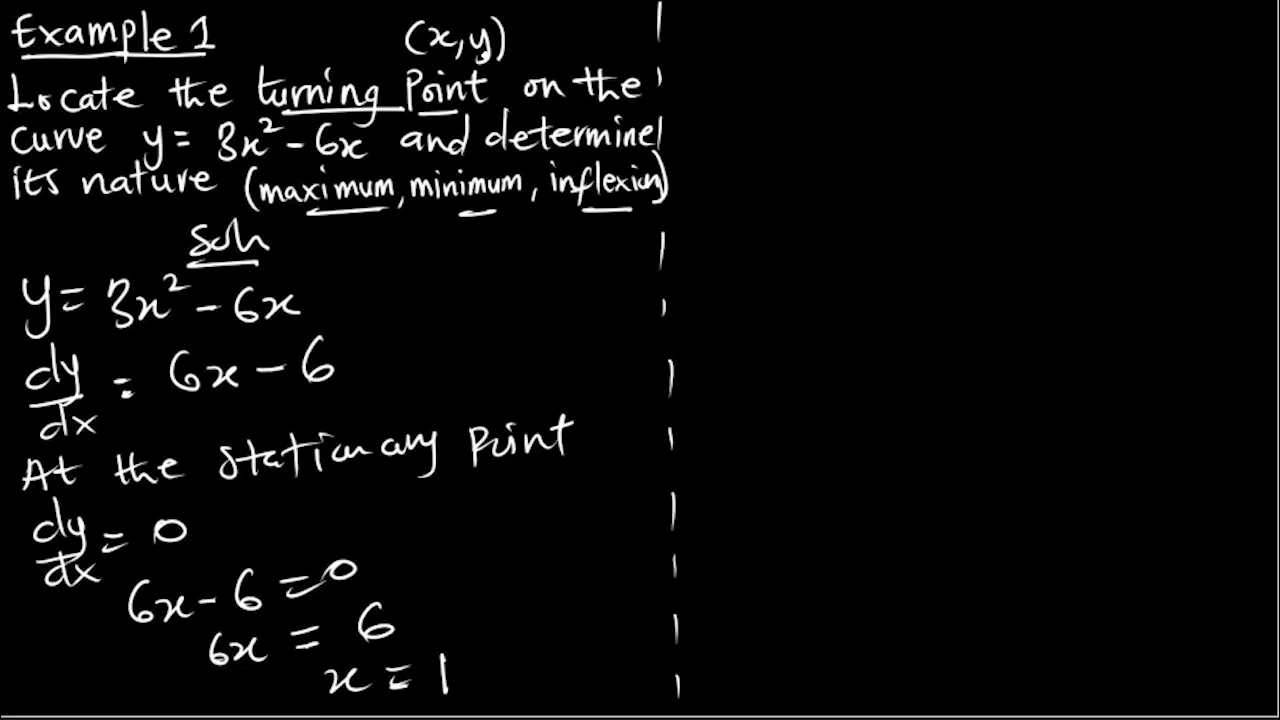 Example 1
(x,y)
Locate the turning Point on the
curve y = 3x² - 6x and determine
its nature (maximum, minimum, inflexion)
Soln
y = 3x² - 6x
dy/dx = 6x - 6
At the stationary Point
dy/dx = 0
6x - 6 = 0
6x = 6
x = 1